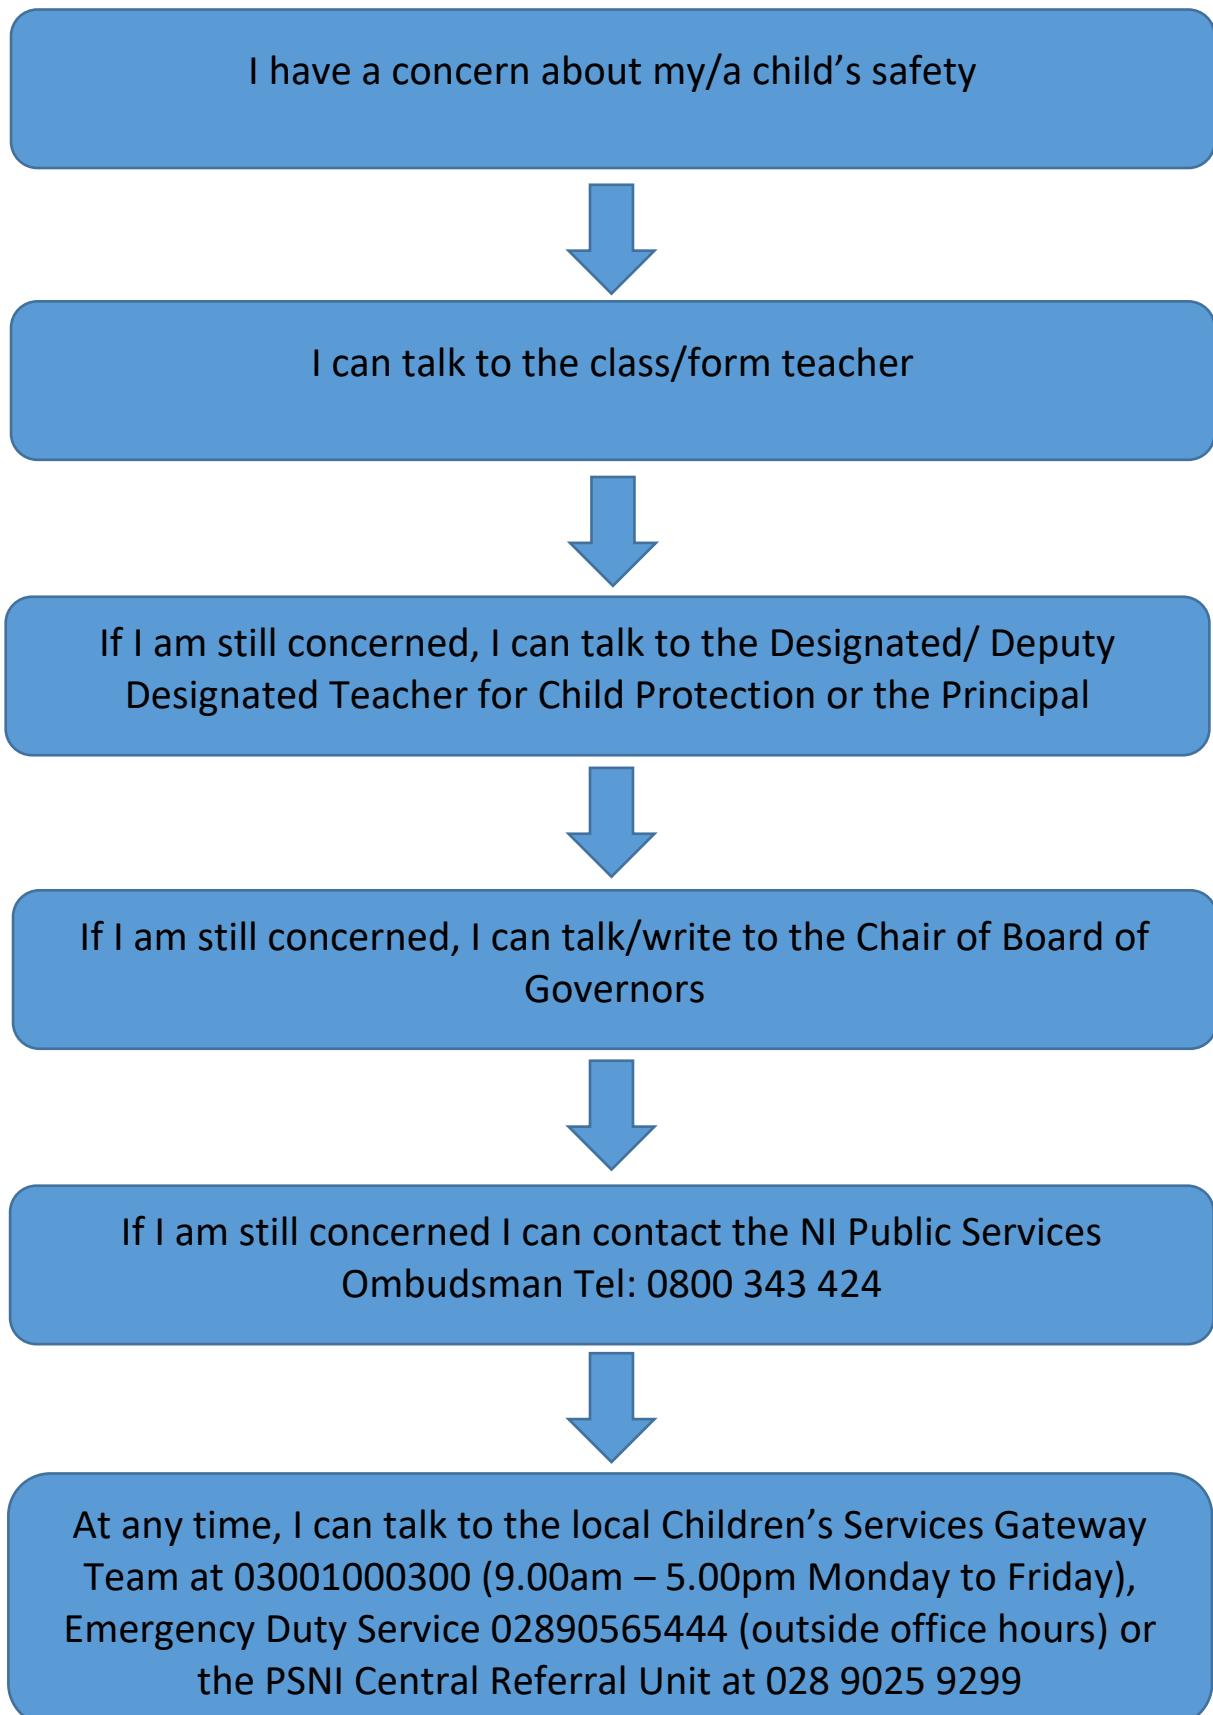 I have a concern about my/a child’s safety
I can talk to the class/form teacher
If I am still concerned, I can talk to the Designated/ Deputy
Designated Teacher for Child Protection or the Principal
If I am still concerned, I can talk/write to the Chair of Board of
Governors
If I am still concerned I can contact the NI Public Services
Ombudsman Tel: 0800 343 424
At any time, I can talk to the local Children’s Services Gateway
Team at 03001000300 (9.00am – 5.00pm Monday to Friday),
Emergency Duty Service 02890565444 (outside office hours) or
the PSNI Central Referral Unit at 028 9025 9299